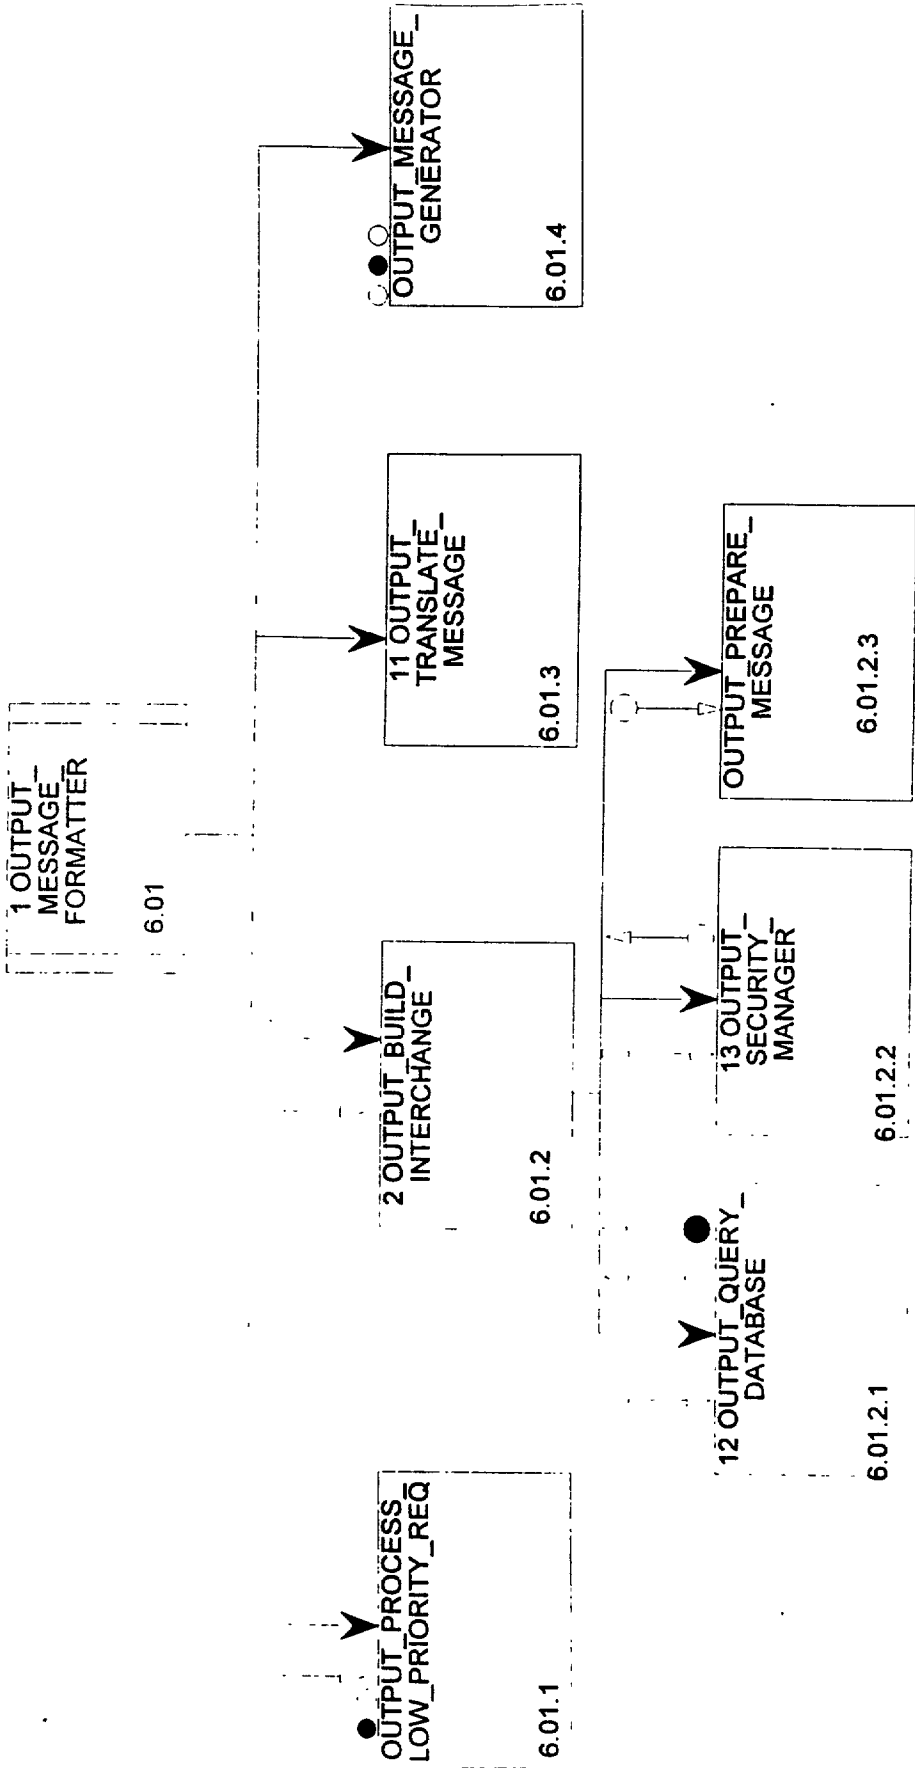 1 OUTPUT_
MESSAGE_
FORMATTER
6.01
OUTPUT_PROCESS_
LOW_PRIORITY_REQ
6.01.1
2 OUTPUT_BUILD_
INTERCHANGE
6.01.2
11 OUTPUT_
TRANSLATE_
MESSAGE
6.01.3
OUTPUT_MESSAGE_
GENERATOR
6.01.4
12 OUTPUT_QUERY_
DATABASE
6.01.2.1
13 OUTPUT_
SECURITY_
MANAGER
6.01.2.2
OUTPUT_PREPARE_
MESSAGE
6.01.2.3